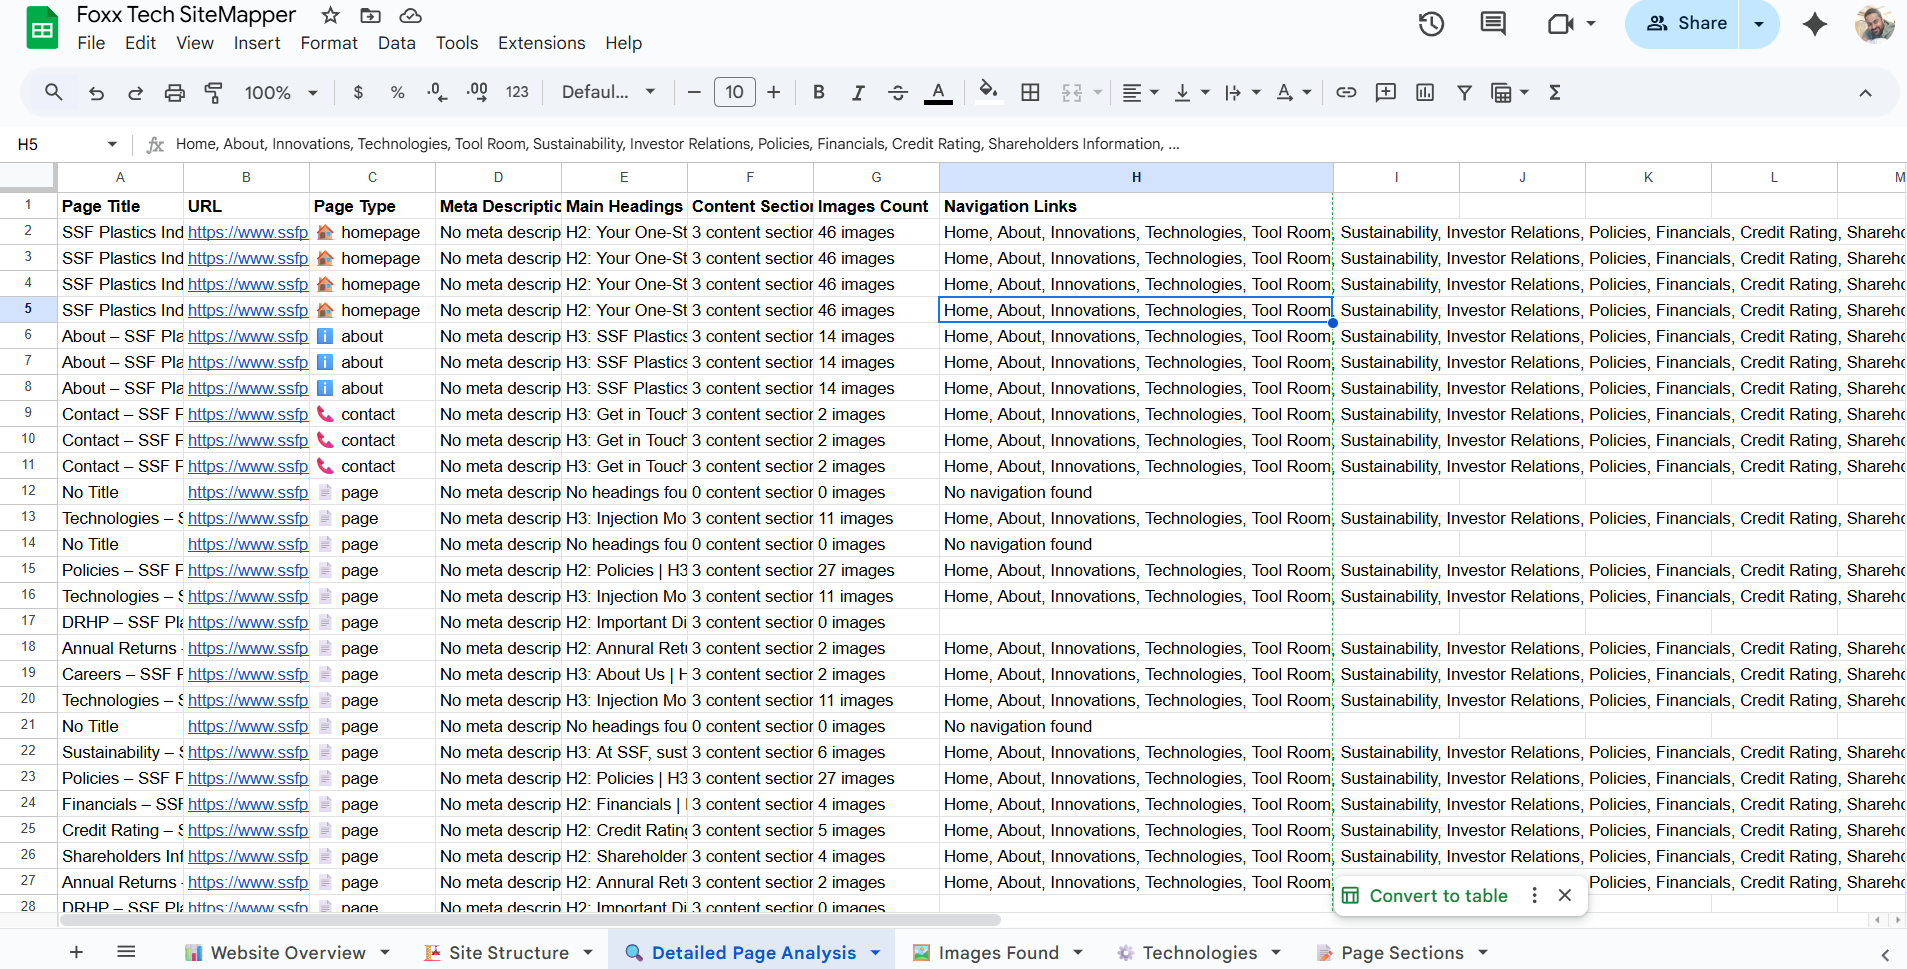 Foxx Tech SiteMapper
File Edit View Insert Format Data Tools Extensions Help
Share
100% $ % .0 .00 123 Defaul... 10 B I A
H5 fx Home, About, Innovations, Technologies, Tool Room, Sustainability, Investor Relations, Policies, Financials, Credit Rating, Shareholders Information, ...
A B C D E F G H I J K L M
1 Page Title URL Page Type Meta Descriptio Main Headings Content Section Images Count Navigation Links
2 SSF Plastics Ind https://www.ssfp homepage No meta descrip H2: Your One-St 3 content section 46 images Home, About, Innovations, Technologies, Tool Room, Sustainability, Investor Relations, Policies, Financials, Credit Rating, Shareho
3 SSF Plastics Ind https://www.ssfp homepage No meta descrip H2: Your One-St 3 content section 46 images Home, About, Innovations, Technologies, Tool Room, Sustainability, Investor Relations, Policies, Financials, Credit Rating, Shareho
4 SSF Plastics Ind https://www.ssfp homepage No meta descrip H2: Your One-St 3 content section 46 images Home, About, Innovations, Technologies, Tool Room, Sustainability, Investor Relations, Policies, Financials, Credit Rating, Shareho
5 SSF Plastics Ind https://www.ssfp homepage No meta descrip H2: Your One-St 3 content section 46 images Home, About, Innovations, Technologies, Tool Room, Sustainability, Investor Relations, Policies, Financials, Credit Rating, Shareho
6 About – SSF Pla https://www.ssfp about No meta descrip H3: SSF Plastics 3 content section 14 images Home, About, Innovations, Technologies, Tool Room, Sustainability, Investor Relations, Policies, Financials, Credit Rating, Shareho
7 About – SSF Pla https://www.ssfp about No meta descrip H3: SSF Plastics 3 content section 14 images Home, About, Innovations, Technologies, Tool Room, Sustainability, Investor Relations, Policies, Financials, Credit Rating, Shareho
8 About – SSF Pla https://www.ssfp about No meta descrip H3: SSF Plastics 3 content section 14 images Home, About, Innovations, Technologies, Tool Room, Sustainability, Investor Relations, Policies, Financials, Credit Rating, Shareho
9 Contact – SSF P https://www.ssfp contact No meta descrip H3: Get in Touch 3 content section 2 images Home, About, Innovations, Technologies, Tool Room, Sustainability, Investor Relations, Policies, Financials, Credit Rating, Shareho
10 Contact – SSF P https://www.ssfp contact No meta descrip H3: Get in Touch 3 content section 2 images Home, About, Innovations, Technologies, Tool Room, Sustainability, Investor Relations, Policies, Financials, Credit Rating, Shareho
11 Contact – SSF P https://www.ssfp contact No meta descrip H3: Get in Touch 3 content section 2 images Home, About, Innovations, Technologies, Tool Room, Sustainability, Investor Relations, Policies, Financials, Credit Rating, Shareho
12 No Title https://www.ssfp page No meta descrip No headings fou 0 content section 0 images No navigation found
13 Technologies – S https://www.ssfp page No meta descrip H3: Injection Mo 3 content section 11 images Home, About, Innovations, Technologies, Tool Room, Sustainability, Investor Relations, Policies, Financials, Credit Rating, Shareho
14 No Title https://www.ssfp page No meta descrip No headings fou 0 content section 0 images No navigation found
15 Policies – SSF P https://www.ssfp page No meta descrip H2: Policies | H3 3 content section 27 images Home, About, Innovations, Technologies, Tool Room, Sustainability, Investor Relations, Policies, Financials, Credit Rating, Shareho
16 Technologies – S https://www.ssfp page No meta descrip H3: Injection Mo 3 content section 11 images Home, About, Innovations, Technologies, Tool Room, Sustainability, Investor Relations, Policies, Financials, Credit Rating, Shareho
17 DRHP – SSF Pla https://www.ssfp page No meta descrip H2: Important Di 3 content section 0 images
18 Annual Returns - https://www.ssfp page No meta descrip H2: Annural Retu 3 content section 2 images Home, About, Innovations, Technologies, Tool Room, Sustainability, Investor Relations, Policies, Financials, Credit Rating, Shareho
19 Careers – SSF P https://www.ssfp page No meta descrip H3: About Us | H 3 content section 2 images Home, About, Innovations, Technologies, Tool Room, Sustainability, Investor Relations, Policies, Financials, Credit Rating, Shareho
20 Technologies – S https://www.ssfp page No meta descrip H3: Injection Mo 3 content section 11 images Home, About, Innovations, Technologies, Tool Room, Sustainability, Investor Relations, Policies, Financials, Credit Rating, Shareho
21 No Title https://www.ssfp page No meta descrip No headings fou 0 content section 0 images No navigation found
22 Sustainability – S https://www.ssfp page No meta descrip H3: At SSF, sust 3 content section 6 images Home, About, Innovations, Technologies, Tool Room, Sustainability, Investor Relations, Policies, Financials, Credit Rating, Shareho
23 Policies – SSF P https://www.ssfp page No meta descrip H2: Policies | H3 3 content section 27 images Home, About, Innovations, Technologies, Tool Room, Sustainability, Investor Relations, Policies, Financials, Credit Rating, Shareho
24 Financials – SSF https://www.ssfp page No meta descrip H2: Financials | 3 content section 4 images Home, About, Innovations, Technologies, Tool Room, Sustainability, Investor Relations, Policies, Financials, Credit Rating, Shareho
25 Credit Rating – S https://www.ssfp page No meta descrip H2: Credit Rating 3 content section 5 images Home, About, Innovations, Technologies, Tool Room, Sustainability, Investor Relations, Policies, Financials, Credit Rating, Shareho
26 Shareholders Inf https://www.ssfp page No meta descrip H2: Shareholder 3 content section 4 images Home, About, Innovations, Technologies, Tool Room, Sustainability, Investor Relations, Policies, Financials, Credit Rating, Shareho
27 Annual Returns - https://www.ssfp page No meta descrip H2: Annural Retu 3 content section 2 images Home, About, Innovations, Technologies, Tool Room, Policies, Financials, Credit Rating, Shareho
28 DRHP – SSF Pla https://www.ssfp page No meta descrip H2: Important Di 3 content section 0 images
Convert to table
Website Overview Site Structure Detailed Page Analysis Images Found Technologies Page Sections